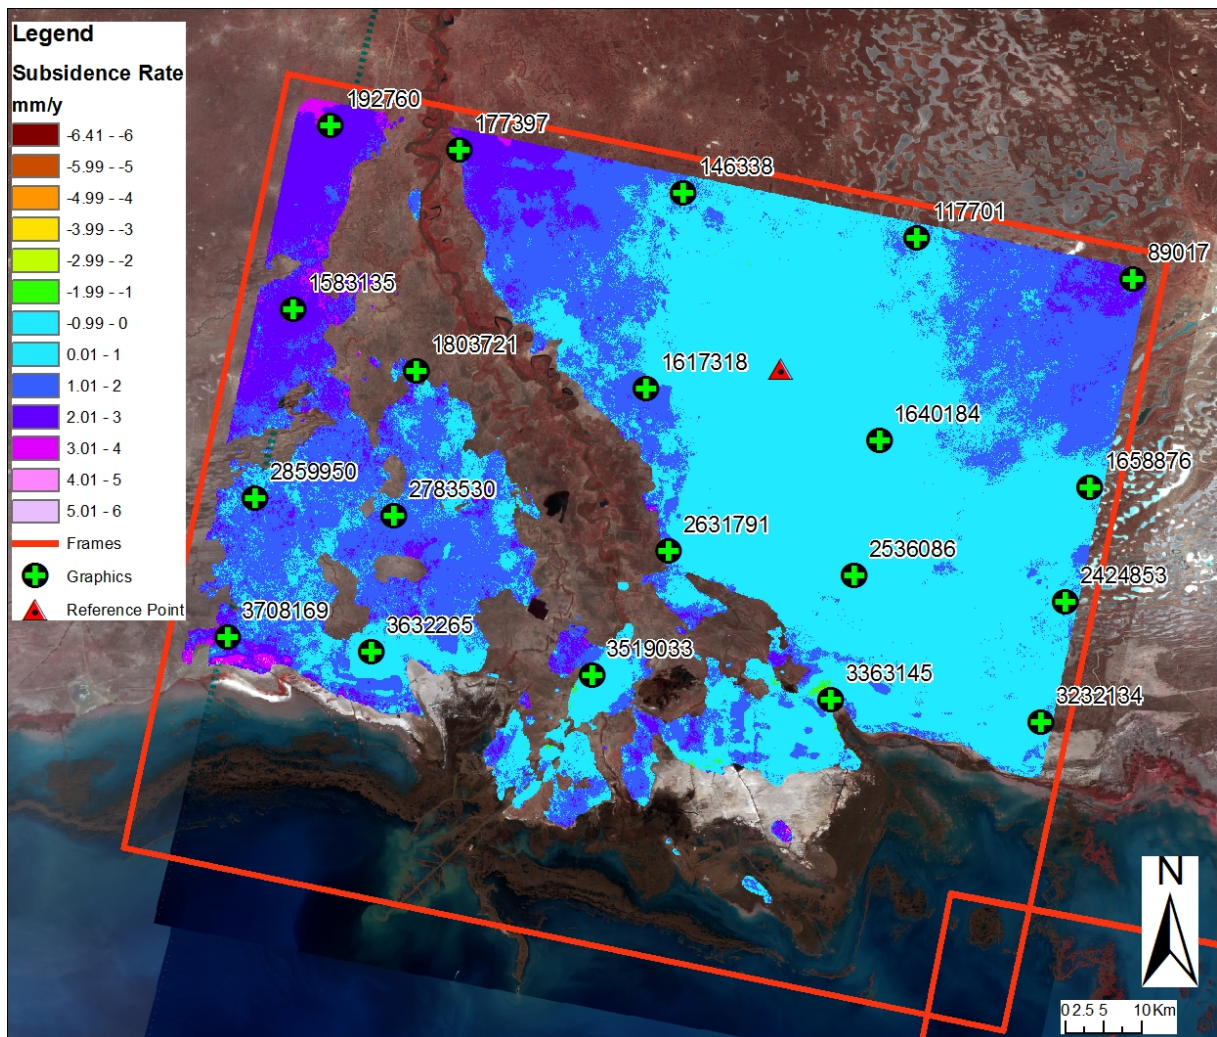 Legend
Subsidence Rate
mm/y
-6.41 - -6
-5.99 - -5
-4.99 - -4
-3.99 - -3
-2.99 - -2
-1.99 - -1
-0.99 - 0
0.01 - 1
1.01 - 2
2.01 - 3
3.01 - 4
4.01 - 5
5.01 - 6
Frames
Graphics
Reference Point
192760
177397
146338
117701
89017
1583135
1803721
1617318
1640184
1658876
2859950
2783530
2631791
2536086
2424853
3708169
3632265
3519033
3363145
3232134
N
0 2.5 5 10 Km